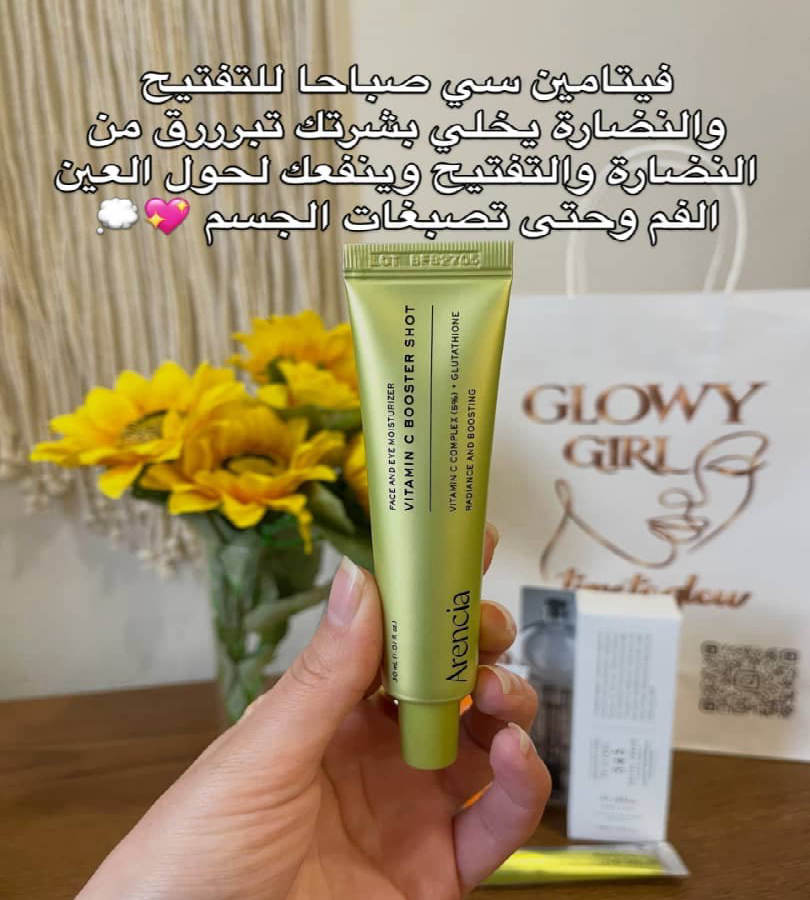 فيتامين سي صباحا للتفتيح
والنضارة يخلي بشرتك تبرررق من
النضارة والتفتيح وينفعك لحول العين
الفم وحتى تصبغات الجسم 💖💭
LOT BFB2705
FACE AND EYE MOISTURIZER
VITAMIN C BOOSTER SHOT
VITAMIN C COMPLEX (5%) + GLUTATHIONE
RADIANCE AND BOOSTING
Arencia
GLOWY
GIRL
timetoglow